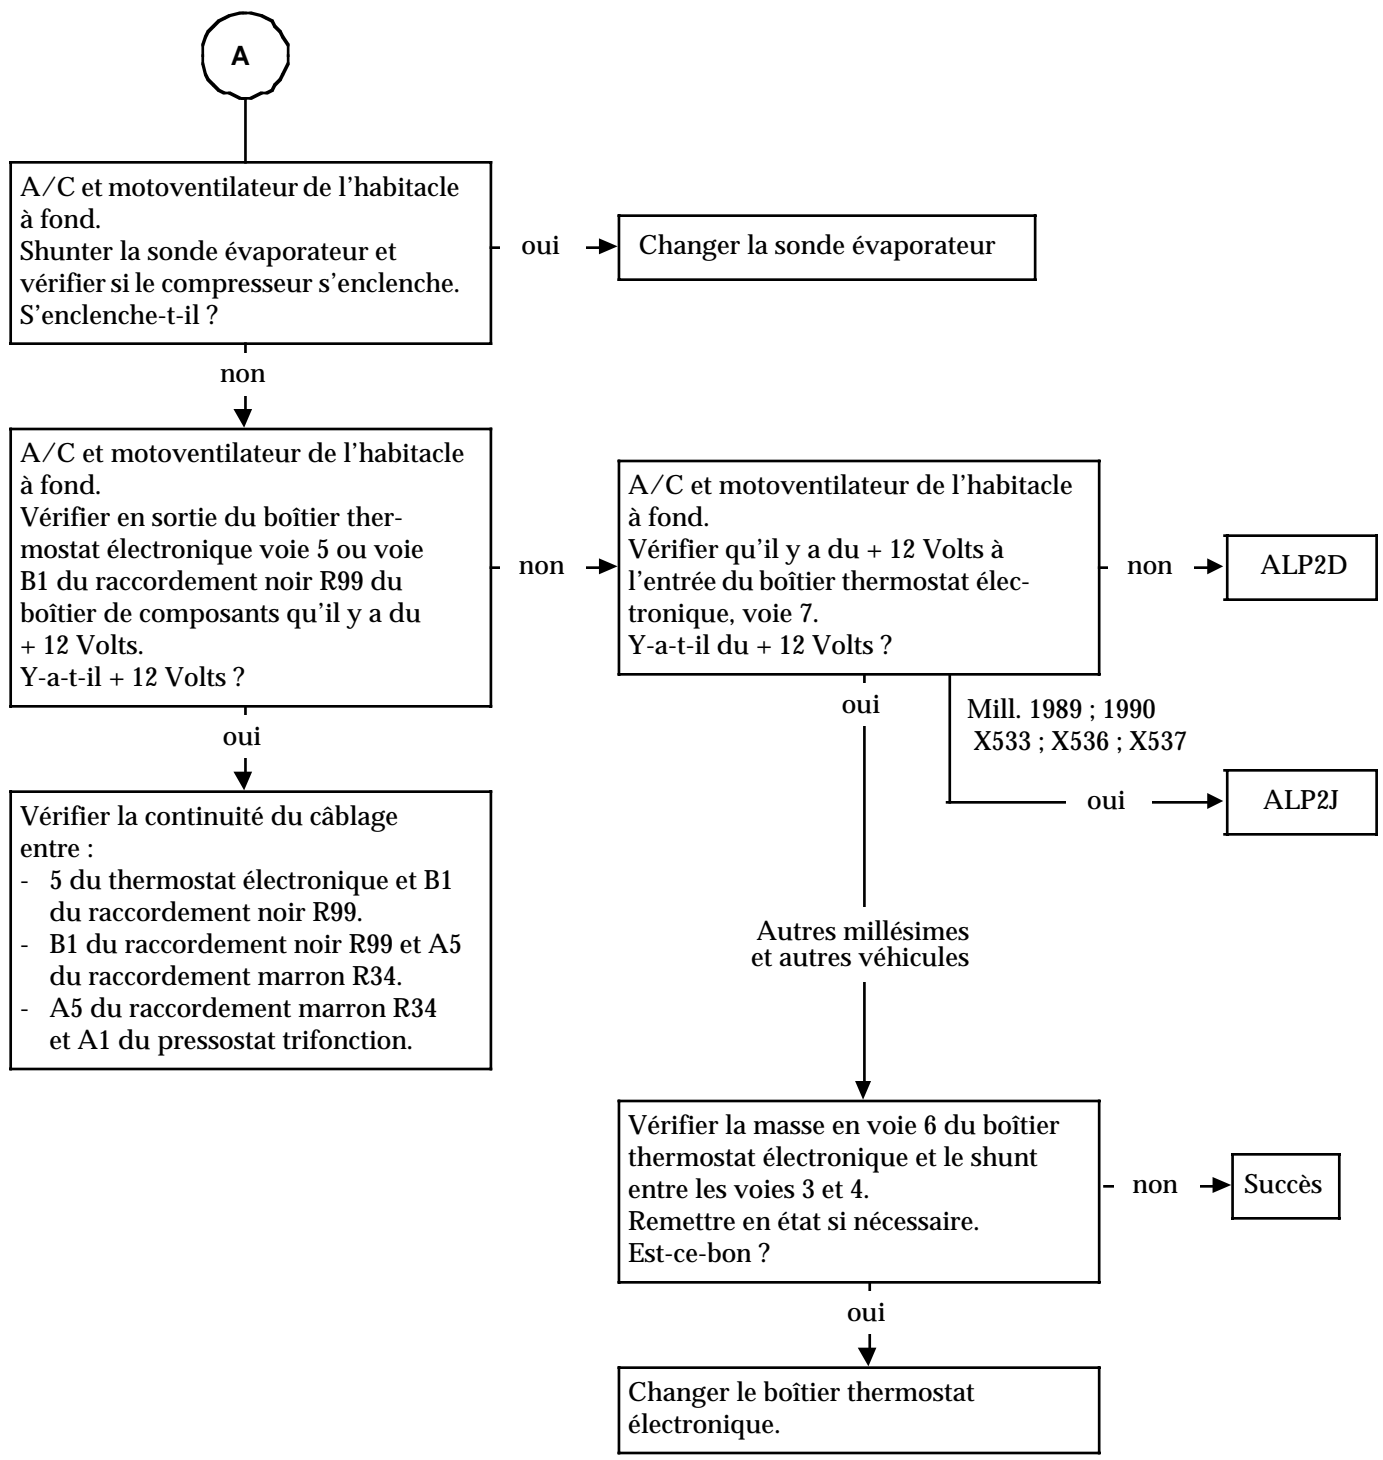 A
A/C et motoventilateur de l'habitacle
à fond.
Shunter la sonde évaporateur et
vérifier si le compresseur s'enclenche.
S'enclenche-t-il ?
oui
Changer la sonde évaporateur
non
A/C et motoventilateur de l'habitacle
à fond.
Vérifier en sortie du boîtier ther-
mostat électronique voie 5 ou voie
B1 du raccordement noir R99 du
boîtier de composants qu'il y a du
+ 12 Volts.
Y-a-t-il + 12 Volts ?
non
A/C et motoventilateur de l'habitacle
à fond.
Vérifier qu'il y a du + 12 Volts à
l'entrée du boîtier thermostat élec-
tronique, voie 7.
Y-a-t-il du + 12 Volts ?
non
ALP2D
oui
Vérifier la continuité du câblage
entre :
- 5 du thermostat électronique et B1
du raccordement noir R99.
- B1 du raccordement noir R99 et A5
du raccordement marron R34.
- A5 du raccordement marron R34
et A1 du pressostat trifonction.
oui
Mill. 1989 ; 1990
X533 ; X536 ; X537
oui
ALP2J
Autres millésimes
et autres véhicules
Vérifier la masse en voie 6 du boîtier
thermostat électronique et le shunt
entre les voies 3 et 4.
Remettre en état si nécessaire.
Est-ce-bon ?
non
Succès
oui
Changer le boîtier thermostat
électronique.